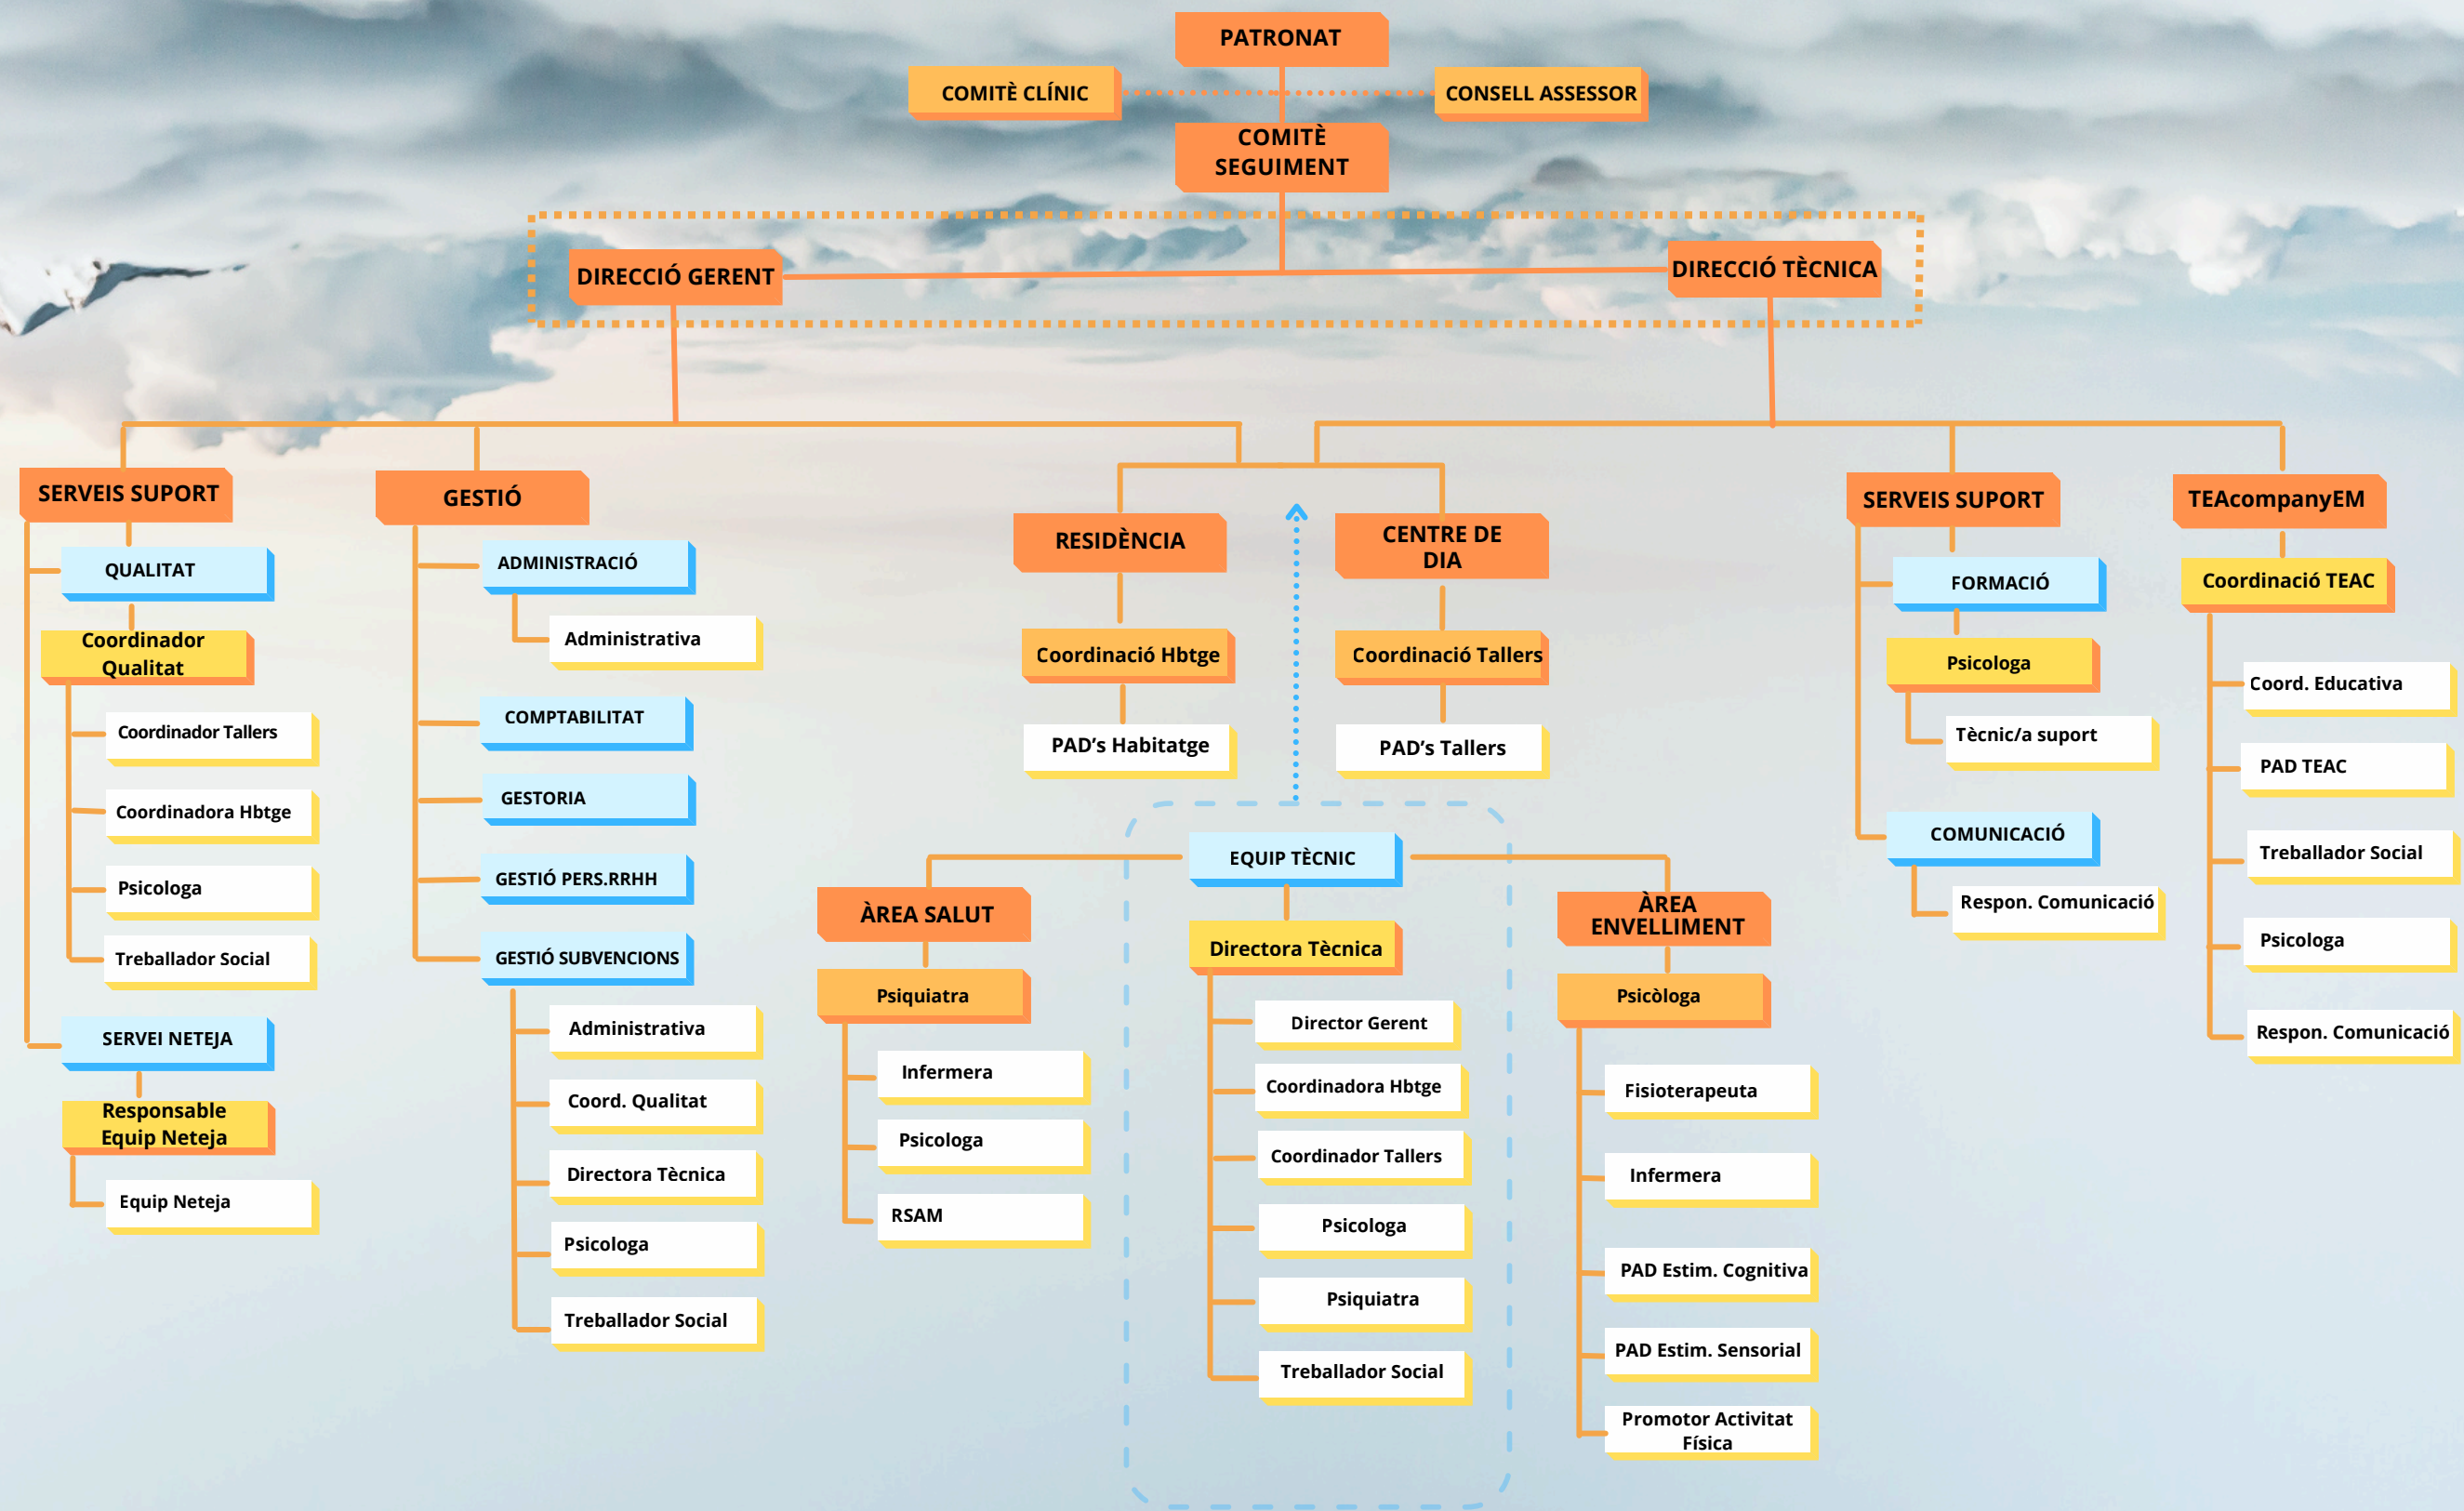 PATRONAT
COMITÈ CLÍNIC
CONSELL ASSESSOR
COMITÈ
SEGUIMENT
DIRECCIÓ GERENT
DIRECCIÓ TÈCNICA
SERVEIS SUPORT
QUALITAT
Coordinador
Qualitat
Coordinador Tallers
Coordinadora Hbtge
Psicologa
Treballador Social
SERVEI NETEJA
Responsable
Equip Neteja
Equip Neteja
GESTIÓ
ADMINISTRACIÓ
Administrativa
COMPTABILITAT
GESTORIA
GESTIÓ PERS.RRHH
GESTIÓ SUBVENCIONS
Administrativa
Coord. Qualitat
Directora Tècnica
Psicologa
Treballador Social
RESIDÈNCIA
Coordinació Hbtge
PAD’s Habitatge
CENTRE DE
DIA
Coordinació Tallers
PAD’s Tallers
ÀREA SALUT
Psiquiatra
Infermera
Psicologa
RSAM
EQUIP TÈCNIC
Directora Tècnica
Director Gerent
Coordinadora Hbtge
Coordinador Tallers
Psicologa
Psiquiatra
Treballador Social
ÀREA
ENVELLIMENT
Psicòloga
Fisioterapeuta
Infermera
PAD Estim. Cognitiva
PAD Estim. Sensorial
Promotor Activitat
Física
SERVEIS SUPORT
FORMACIÓ
Psicologa
Tècnic/a suport
COMUNICACIÓ
Respon. Comunicació
TEAcompanyEM
Coordinació TEAC
Coord. Educativa
PAD TEAC
Treballador Social
Psicologa
Respon. Comunicació